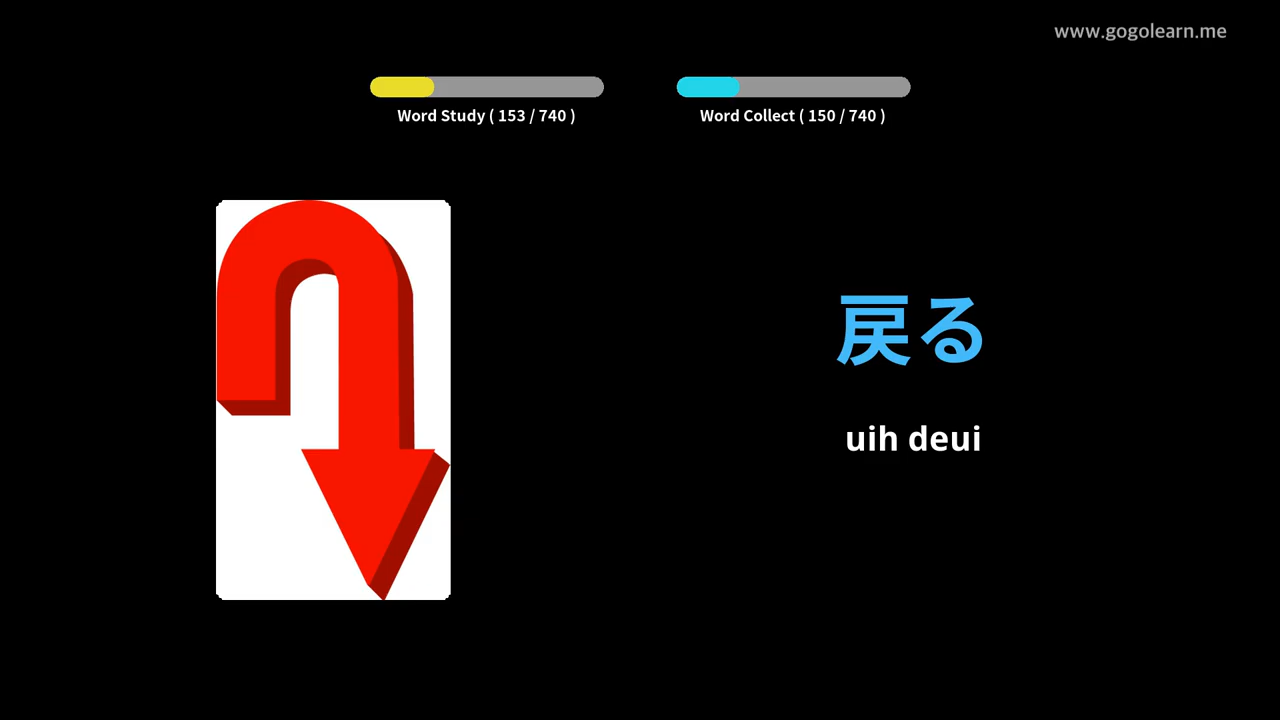 www.gogolearn.me
Word Study ( 153 / 740 )
Word Collect ( 150 / 740 )
戻る
uih deui